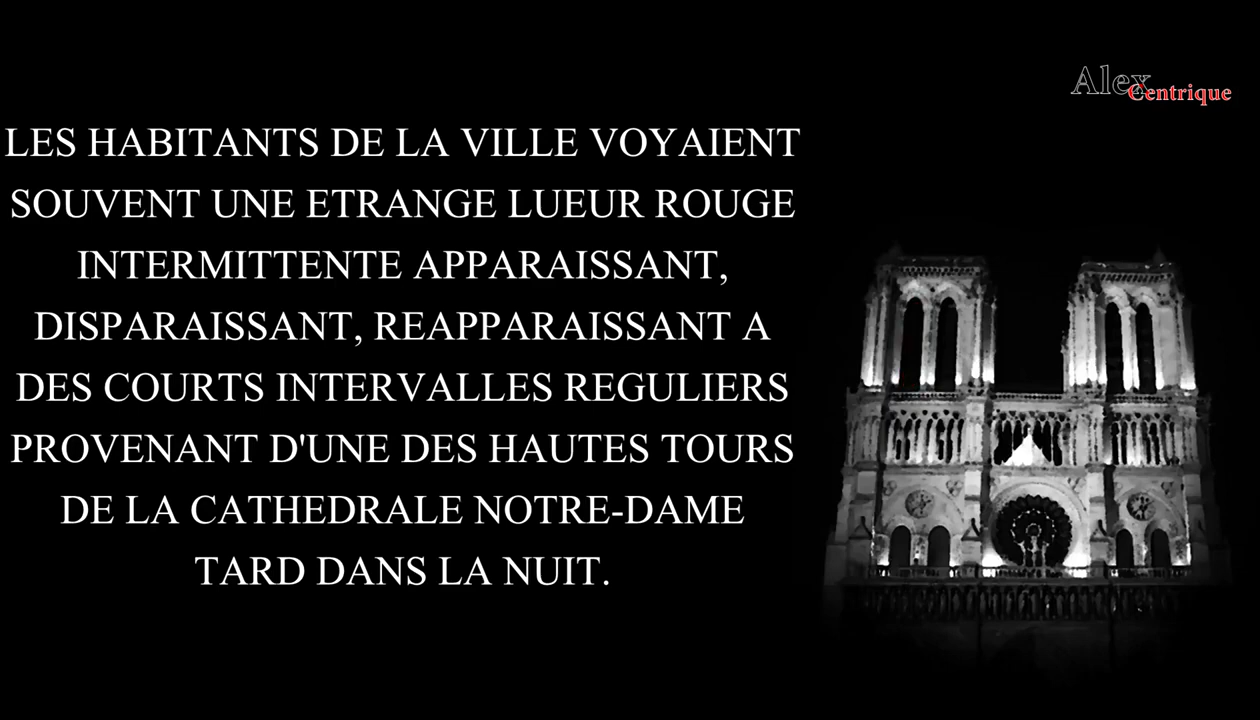 Alex
Centrique
LES HABITANTS DE LA VILLE VOYAIENT
SOUVENT UNE ETRANGE LUEUR ROUGE
INTERMITTENTE APPARAISSANT,
DISPARAISSANT, REAPPARAISSANT A
DES COURTS INTERVALLES REGULIERS
PROVENANT D'UNE DES HAUTES TOURS
DE LA CATHEDRALE NOTRE-DAME
TARD DANS LA NUIT.